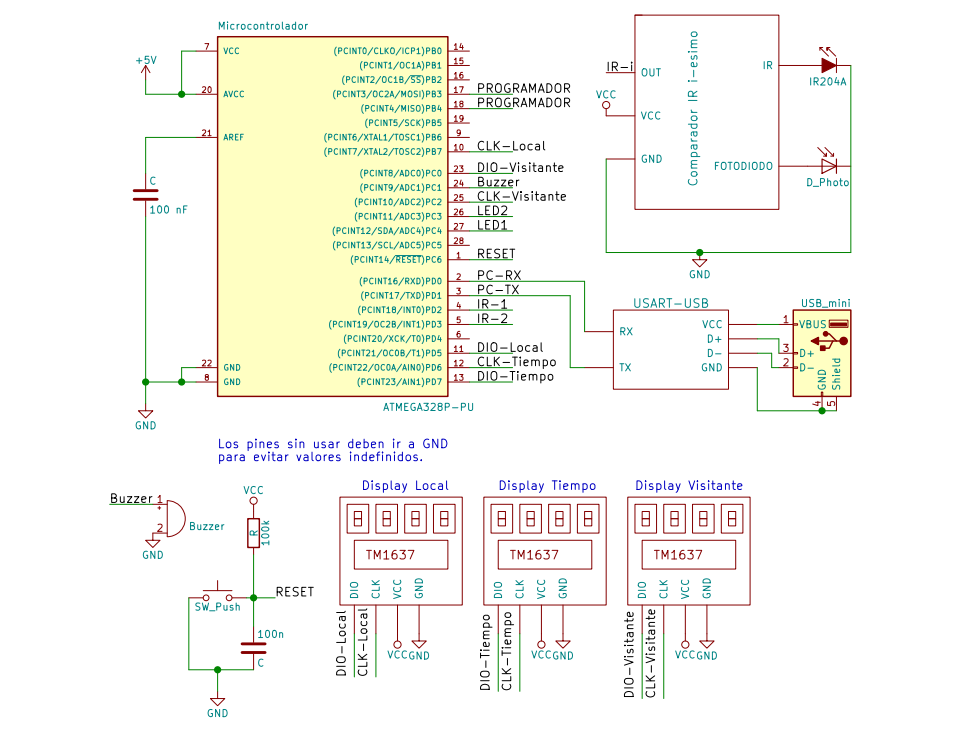 Microcontrolador
+5V
7 VCC
20 AVCC
21 AREF
22 GND
8 GND
C
100 nF
GND
(PCINT0/CLKO/ICP1)PB0 14
(PCINT1/OC1A)PB1 15
(PCINT2/OC1B/SS)PB2 16
(PCINT3/OC2A/MOSI)PB3 17 PROGRAMADOR
(PCINT4/MISO)PB4 18 PROGRAMADOR
(PCINT5/SCK)PB5 19
(PCINT6/XTAL1/TOSC1)PB6 9
(PCINT7/XTAL2/TOSC2)PB7 10 CLK-Local
(PCINT8/ADC0)PC0 23 DIO-Visitante
(PCINT9/ADC1)PC1 24 Buzzer
(PCINT10/ADC2)PC2 25 CLK-Visitante
(PCINT11/ADC3)PC3 26 LED2
(PCINT12/SDA/ADC4)PC4 27 LED1
(PCINT13/SCL/ADC5)PC5 28
(PCINT14/RESET)PC6 1 RESET
(PCINT16/RXD)PD0 2 PC-RX
(PCINT17/TXD)PD1 3 PC-TX
(PCINT18/INT0)PD2 4 IR-1
(PCINT19/OC2B/INT1)PD3 5 IR-2
(PCINT20/XCK/T0)PD4 6
(PCINT21/OC0B/T1)PD5 11 DIO-Local
(PCINT22/OC0A/AIN0)PD6 12 CLK-Tiempo
(PCINT23/AIN1)PD7 13 DIO-Tiempo
ATMEGA328P-PU
IR-i OUT
VCC
VCC
GND
Comparador IR i-esimo
IR
FOTODIODO
IR204A
D_Photo
GND
USART-USB
RX
TX
VCC
D+
D-
GND
USB_mini
1 VBUS
3 D+
2 D-
GND
Shield
4
5
Los pines sin usar deben ir a GND
para evitar valores indefinidos.
Buzzer 1
+
2
Buzzer
GND
VCC
R
100k
RESET
SW_Push
100n
C
GND
Display Local
TM1637
DIO CLK VCC GND
DIO-Local
CLK-Local
VCC GND
Display Tiempo
TM1637
DIO CLK VCC GND
DIO-Tiempo
CLK-Tiempo
VCC GND
Display Visitante
TM1637
DIO CLK VCC GND
DIO-Visitante
CLK-Visitante
VCC GND